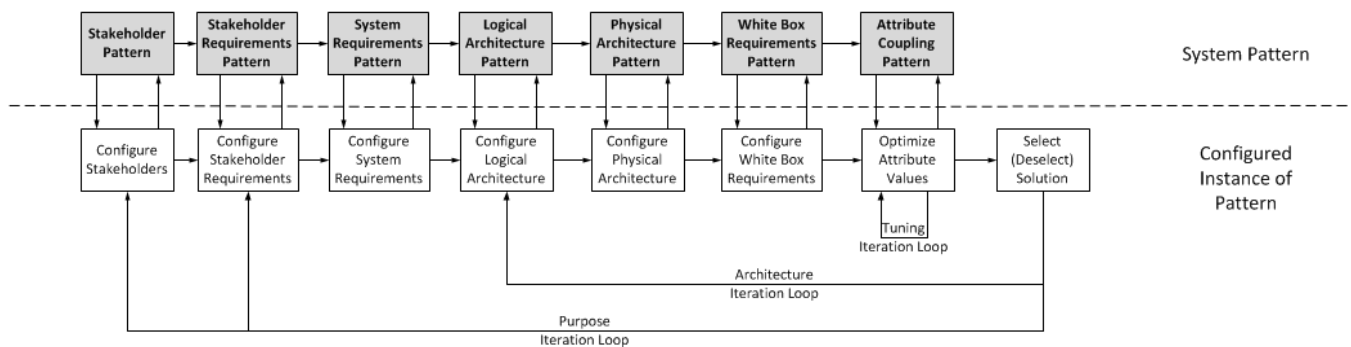 Stakeholder
Pattern
Stakeholder
Requirements
Pattern
System
Requirements
Pattern
Logical
Architecture
Pattern
Physical
Architecture
Pattern
White Box
Requirements
Pattern
Attribute
Coupling
Pattern
System Pattern
Configure
Stakeholders
Configure
Stakeholder
Requirements
Configure
System
Requirements
Configure
Logical
Architecture
Configure
Physical
Architecture
Configure
White Box
Requirements
Optimize
Attribute
Values
Select
(Deselect)
Solution
Configured
Instance of
Pattern
Tuning
Iteration Loop
Architecture
Iteration Loop
Purpose
Iteration Loop